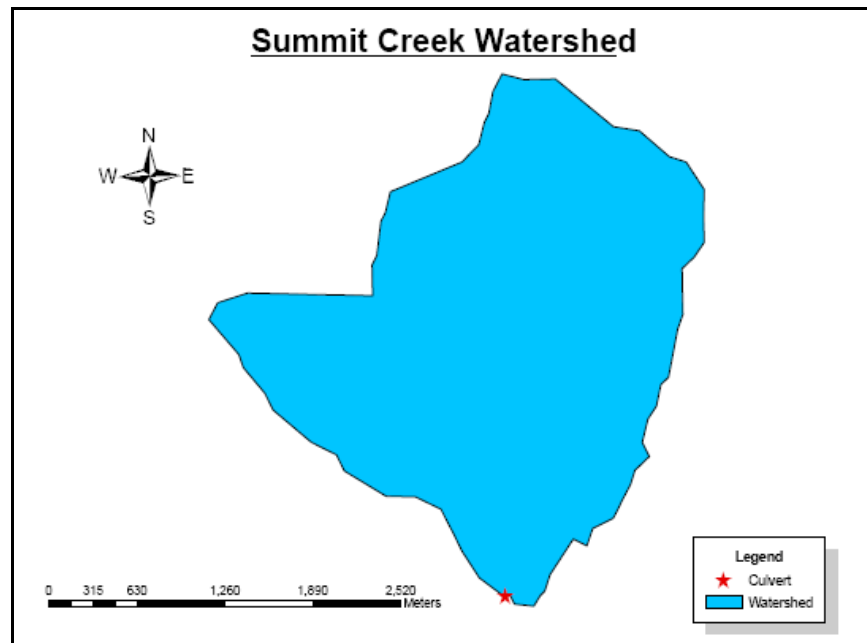 Summit Creek Watershed
N
W E
S
0 315 630 1,260 1,890 2,520
Meters
Legend
Culvert
Watershed